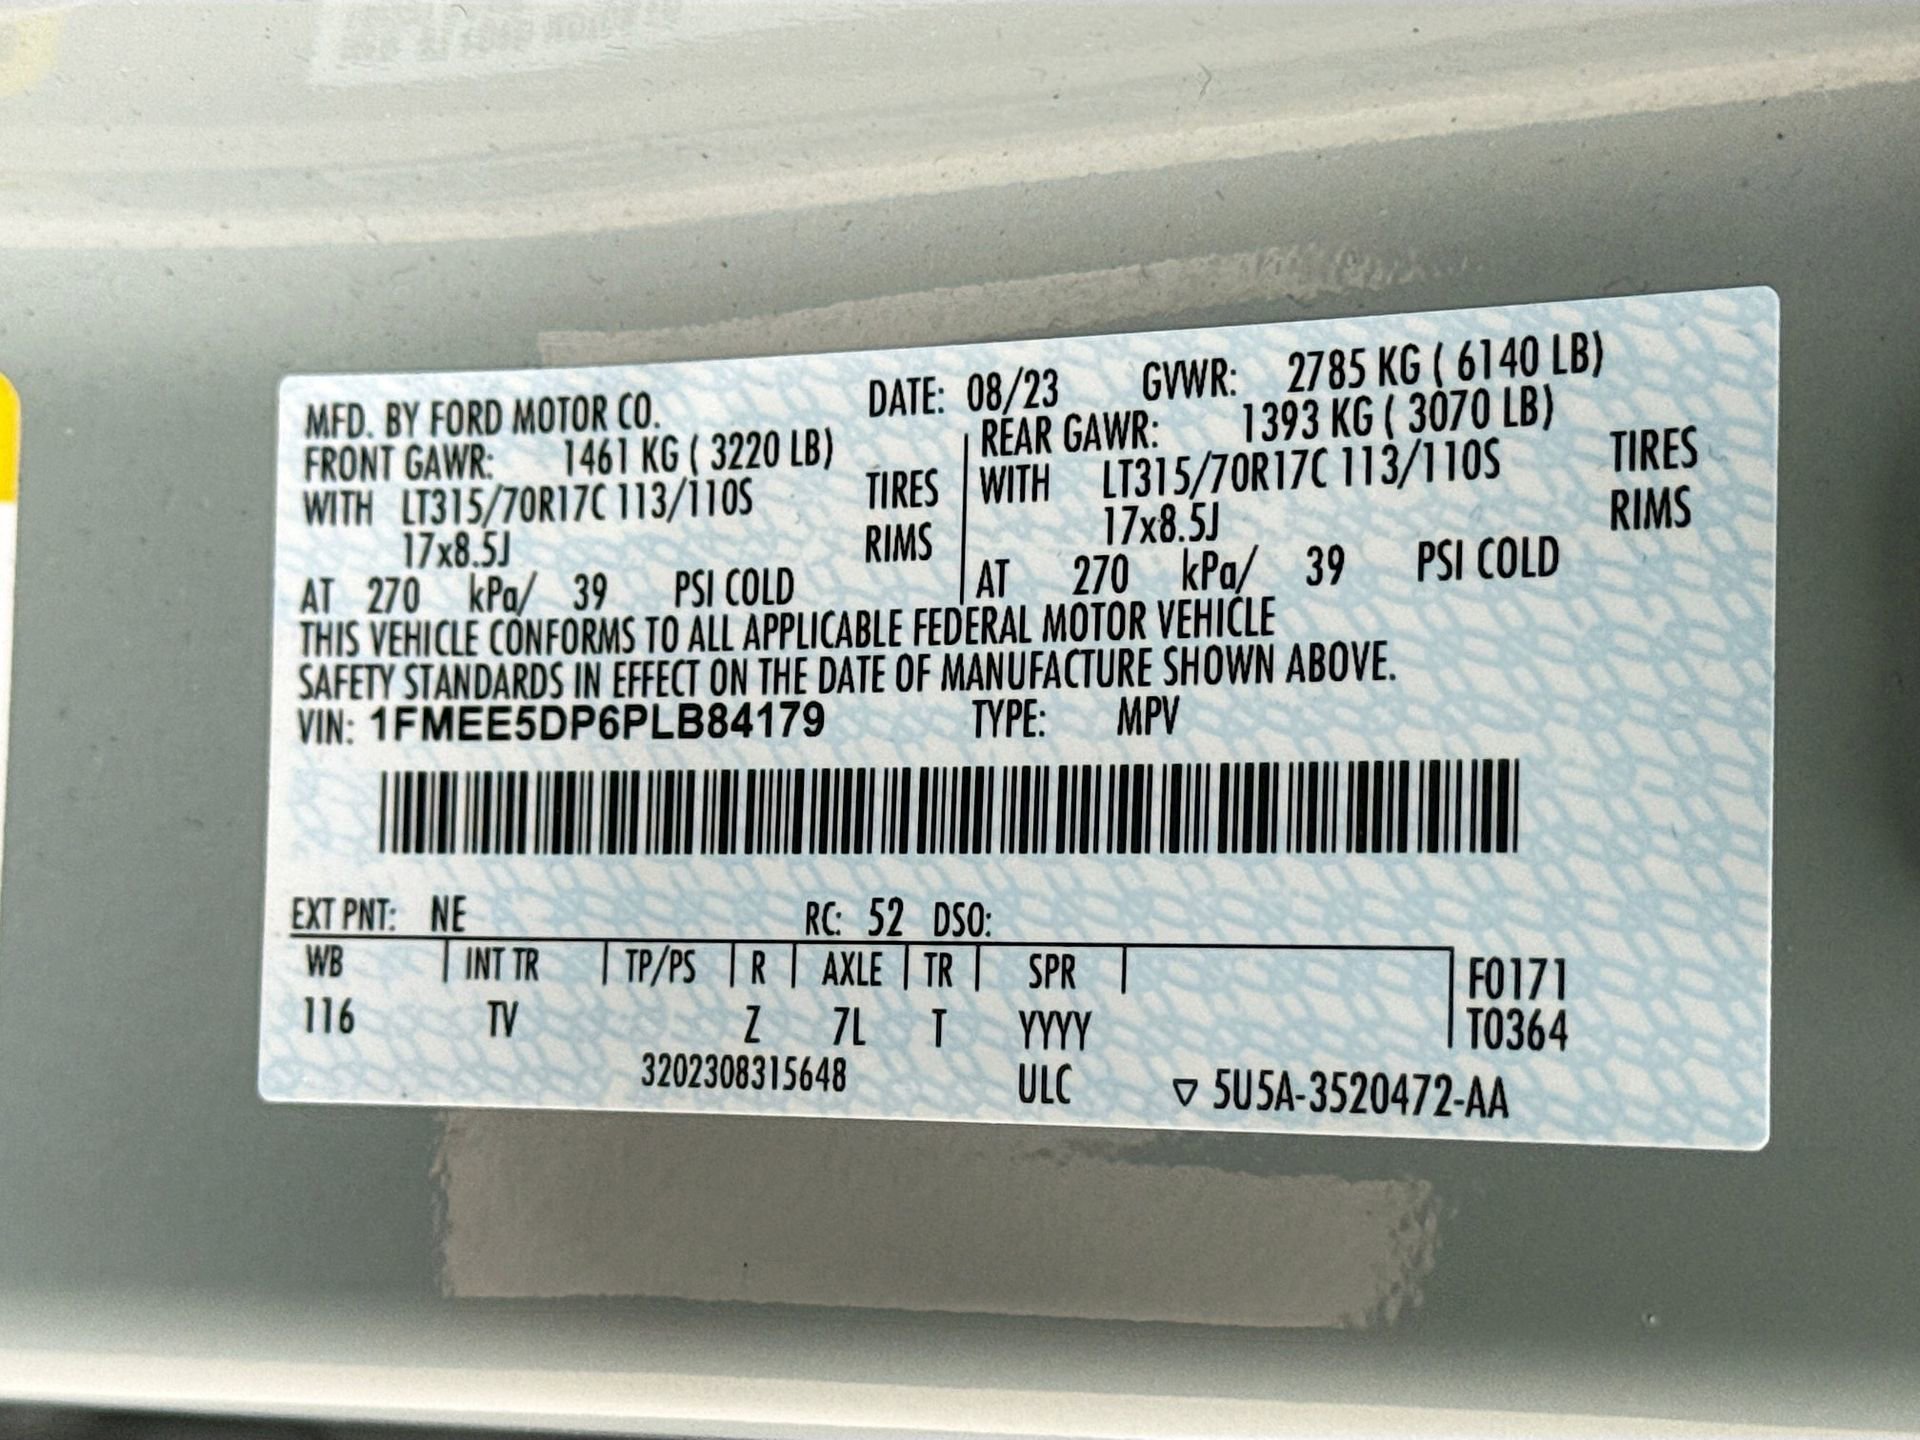 MFD. BY FORD MOTOR CO. DATE: 08/23 GVWR: 2785 KG ( 6140 LB)
FRONT GAWR: 1461 KG ( 3220 LB) REAR GAWR: 1393 KG ( 3070 LB)
WITH LT315/70R17C 113/110S TIRES WITH LT315/70R17C 113/110S TIRES
17x8.5J RIMS 17x8.5J RIMS
AT 270 kPa/ 39 PSI COLD AT 270 kPa/ 39 PSI COLD
THIS VEHICLE CONFORMS TO ALL APPLICABLE FEDERAL MOTOR VEHICLE
SAFETY STANDARDS IN EFFECT ON THE DATE OF MANUFACTURE SHOWN ABOVE.
VIN: 1FMEE5DP6PLB84179 TYPE: MPV
EXT PNT: NE RC: 52 DSO:
WB INT TR TP/PS R AXLE TR SPR F0171
116 TV Z 7L T YYYY T0364
3202308315648 ULC ▽ 5U5A-3520472-AA